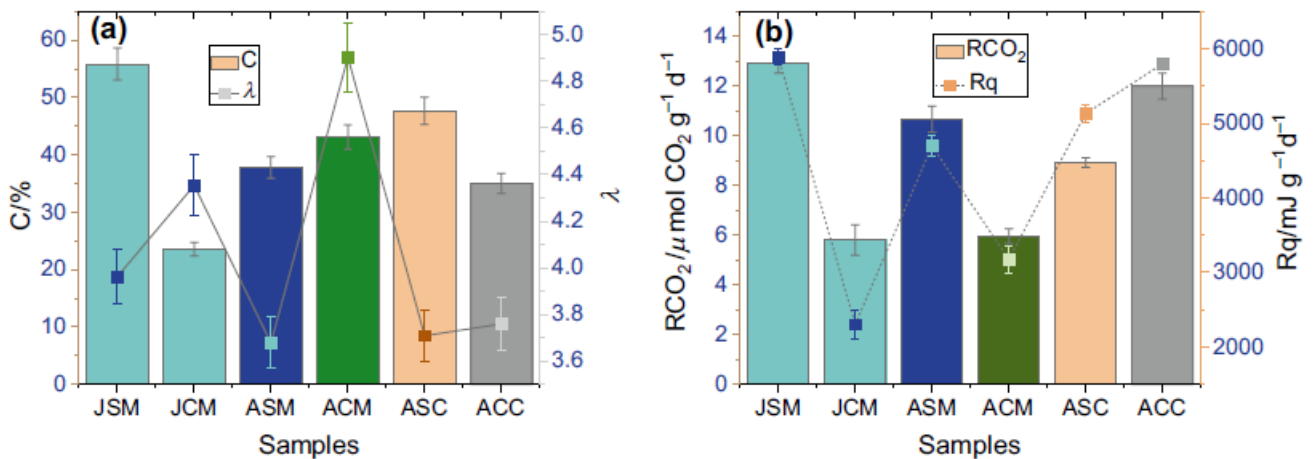 (a)
C
λ
60
50
40
30
20
10
0
C/%
5.0
4.8
4.6
4.4
4.2
4.0
3.8
3.6
λ
JSM JCM ASM ACM ASC ACC
Samples
(b)
RCO₂
Rq
14
12
10
8
6
4
2
0
RCO₂ /μ mol CO₂ g⁻¹ d⁻¹
6000
5000
4000
3000
2000
Rq/mJ g⁻¹d⁻¹
JSM JCM ASM ACM ASC ACC
Samples